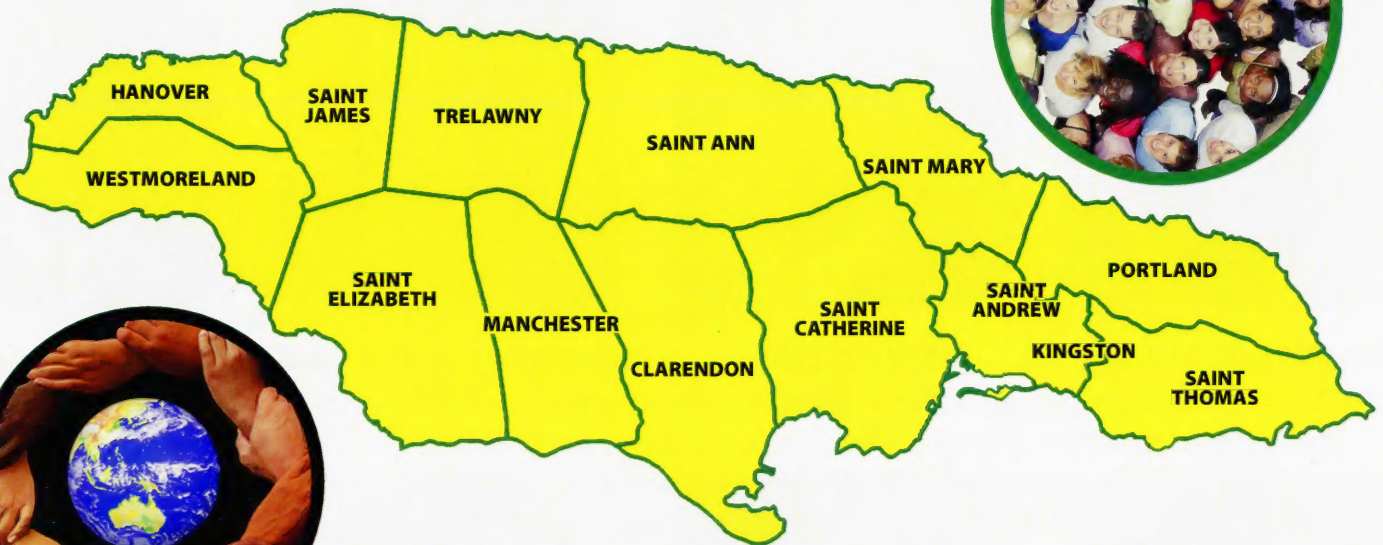 HANOVER
SAINT
JAMES
TRELAWNY
SAINT ANN
SAINT MARY
WESTMORELAND
SAINT
ELIZABETH
MANCHESTER
CLARENDON
SAINT
CATHERINE
SAINT
ANDREW
KINGSTON
PORTLAND
SAINT
THOMAS